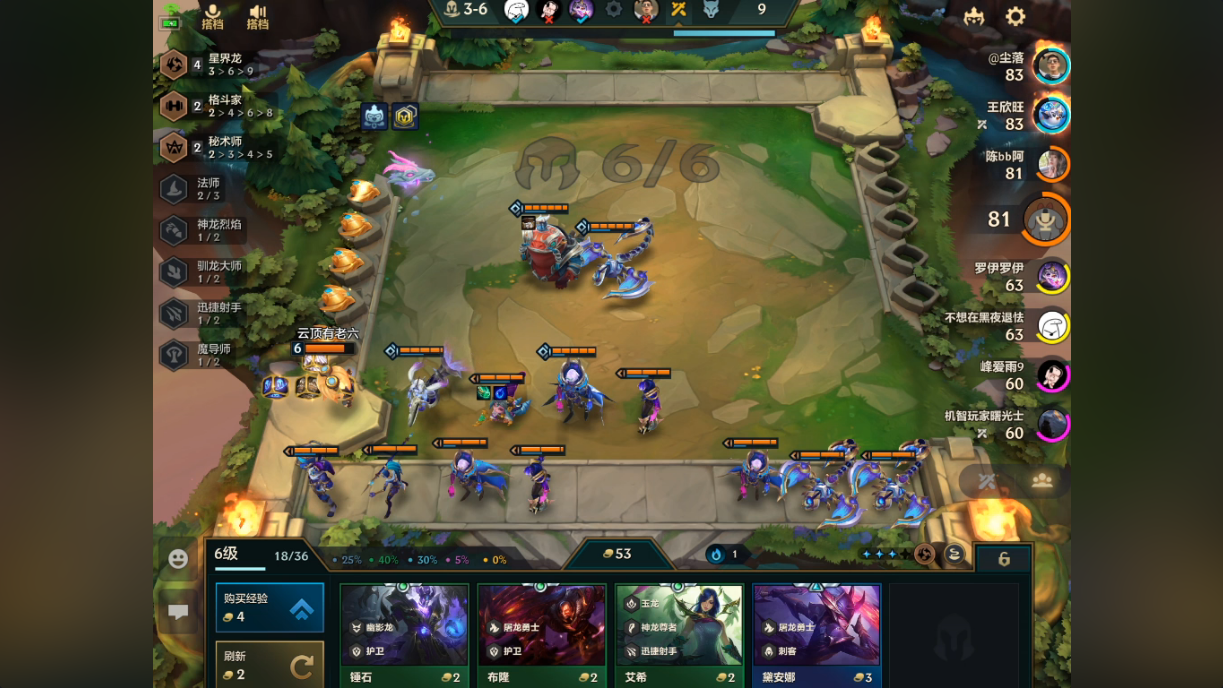 搭档
搭档
3-6
9
4 星界龙
3 > 6 > 9
2 格斗家
2 > 4 > 6 > 8
2 秘术师
2 > 3 > 4 > 5
法师
2 / 3
神龙烈焰
1 / 2
驯龙大师
1 / 2
迅捷射手
1 / 2
魔导师
1 / 2
6/6
云顶有老六
6
@尘落
83
王欣旺
83
陈bb阿
81
81
罗伊罗伊
63
不想在黑夜退怯
63
峰爱雨9
60
机智玩家曙光士
60
6级
18/36
25% 40% 30% 5% 0%
53
1
6
购买经验
4
刷新
2
幽影龙
护卫
锤石 2
屠龙勇士
护卫
布隆 2
玉龙
神龙尊者
迅捷射手
艾希 2
屠龙勇士
刺客
黛安娜 3